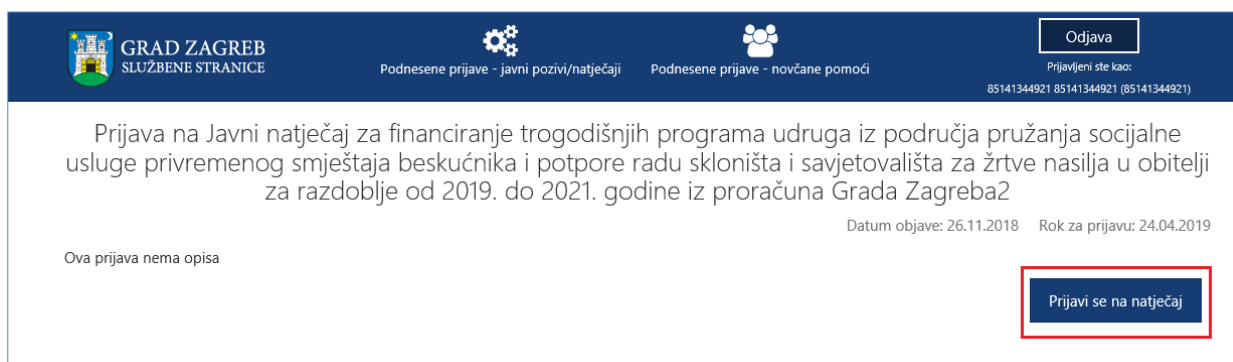 GRAD ZAGREB
SLUŽBENE STRANICE
Podnesene prijave - javni pozivi/natječaji
Podnesene prijave - novčane pomoći
Odjava
Prijavljeni ste kao:
85141344921 85141344921 (85141344921)
Prijava na Javni natječaj za financiranje trogodišnjih programa udruga iz područja pružanja socijalne
usluge privremenog smještaja beskućnika i potpore radu skloništa i savjetovališta za žrtve nasilja u obitelji
za razdoblje od 2019. do 2021. godine iz proračuna Grada Zagreba2
Datum objave: 26.11.2018 Rok za prijavu: 24.04.2019
Ova prijava nema opisa
Prijavi se na natječaj